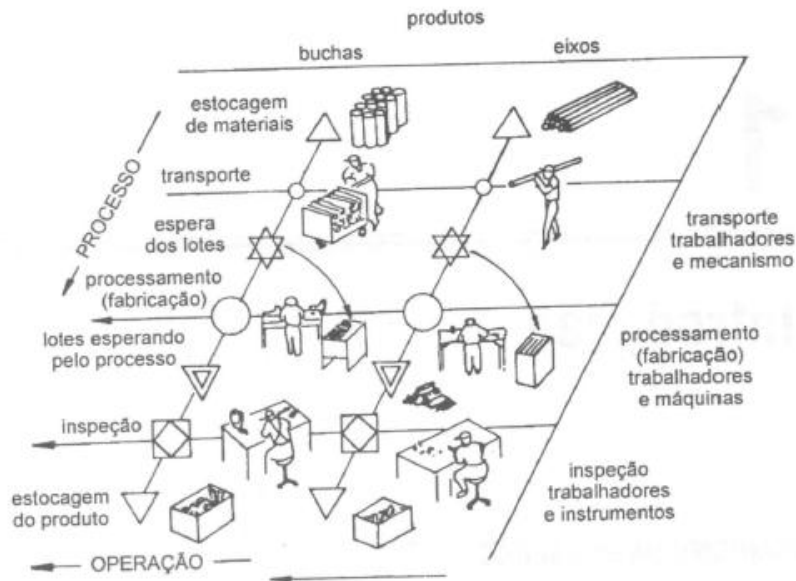 produtos
buchas
eixos
estocagem
de materiais
transporte
PROCESSO
espera
dos lotes
transporte
trabalhadores
e mecanismo
processamento
(fabricação)
lotes esperando
pelo processo
processamento
(fabricação)
trabalhadores
e máquinas
inspeção
inspeção
trabalhadores
e instrumentos
estocagem
do produto
OPERAÇÃO